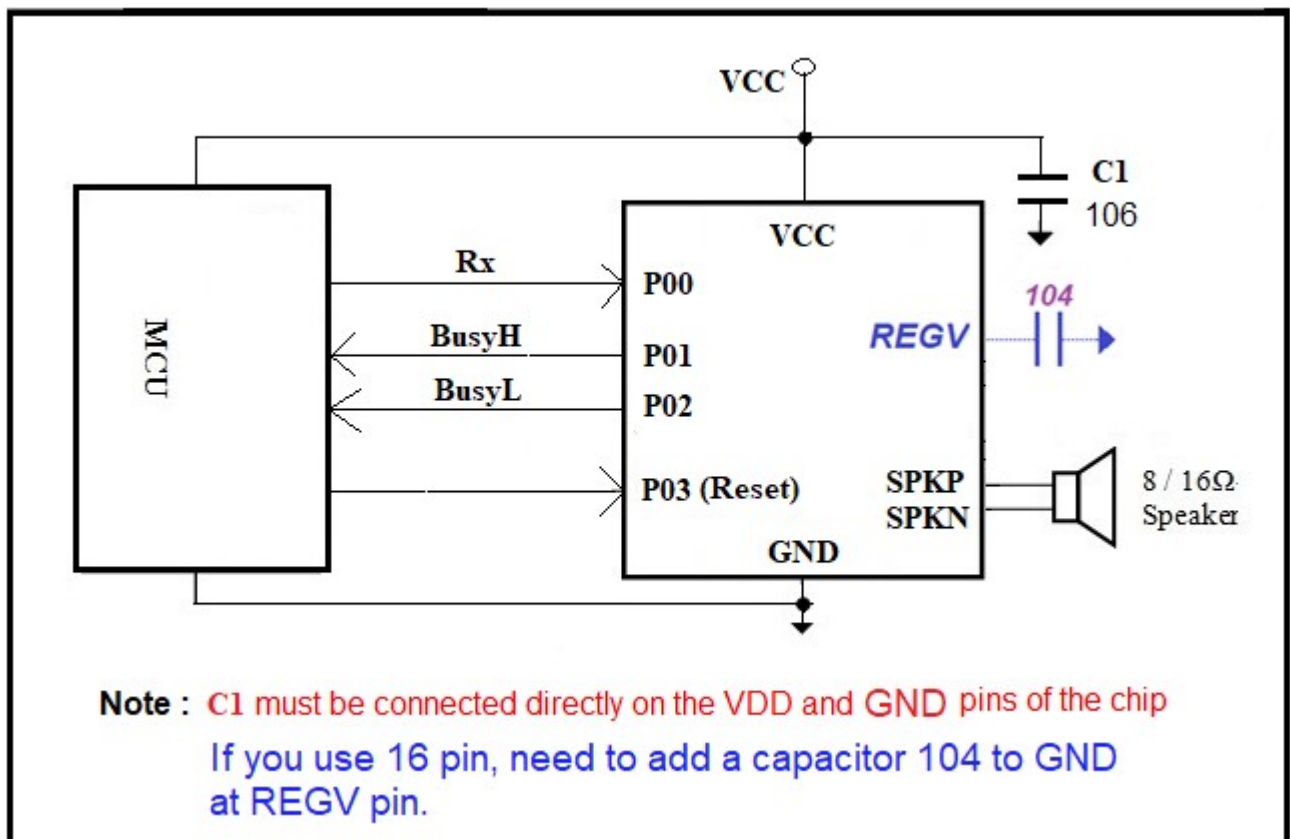 VCC
C1
106
VCC
Rx
P00
104
MCU
BusyH
P01
REGV
BusyL
P02
P03 (Reset)
SPKP
8 / 16Ω
SPKN
Speaker
GND
Note : C1 must be connected directly on the VDD and GND pins of the chip
If you use 16 pin, need to add a capacitor 104 to GND
at REGV pin.